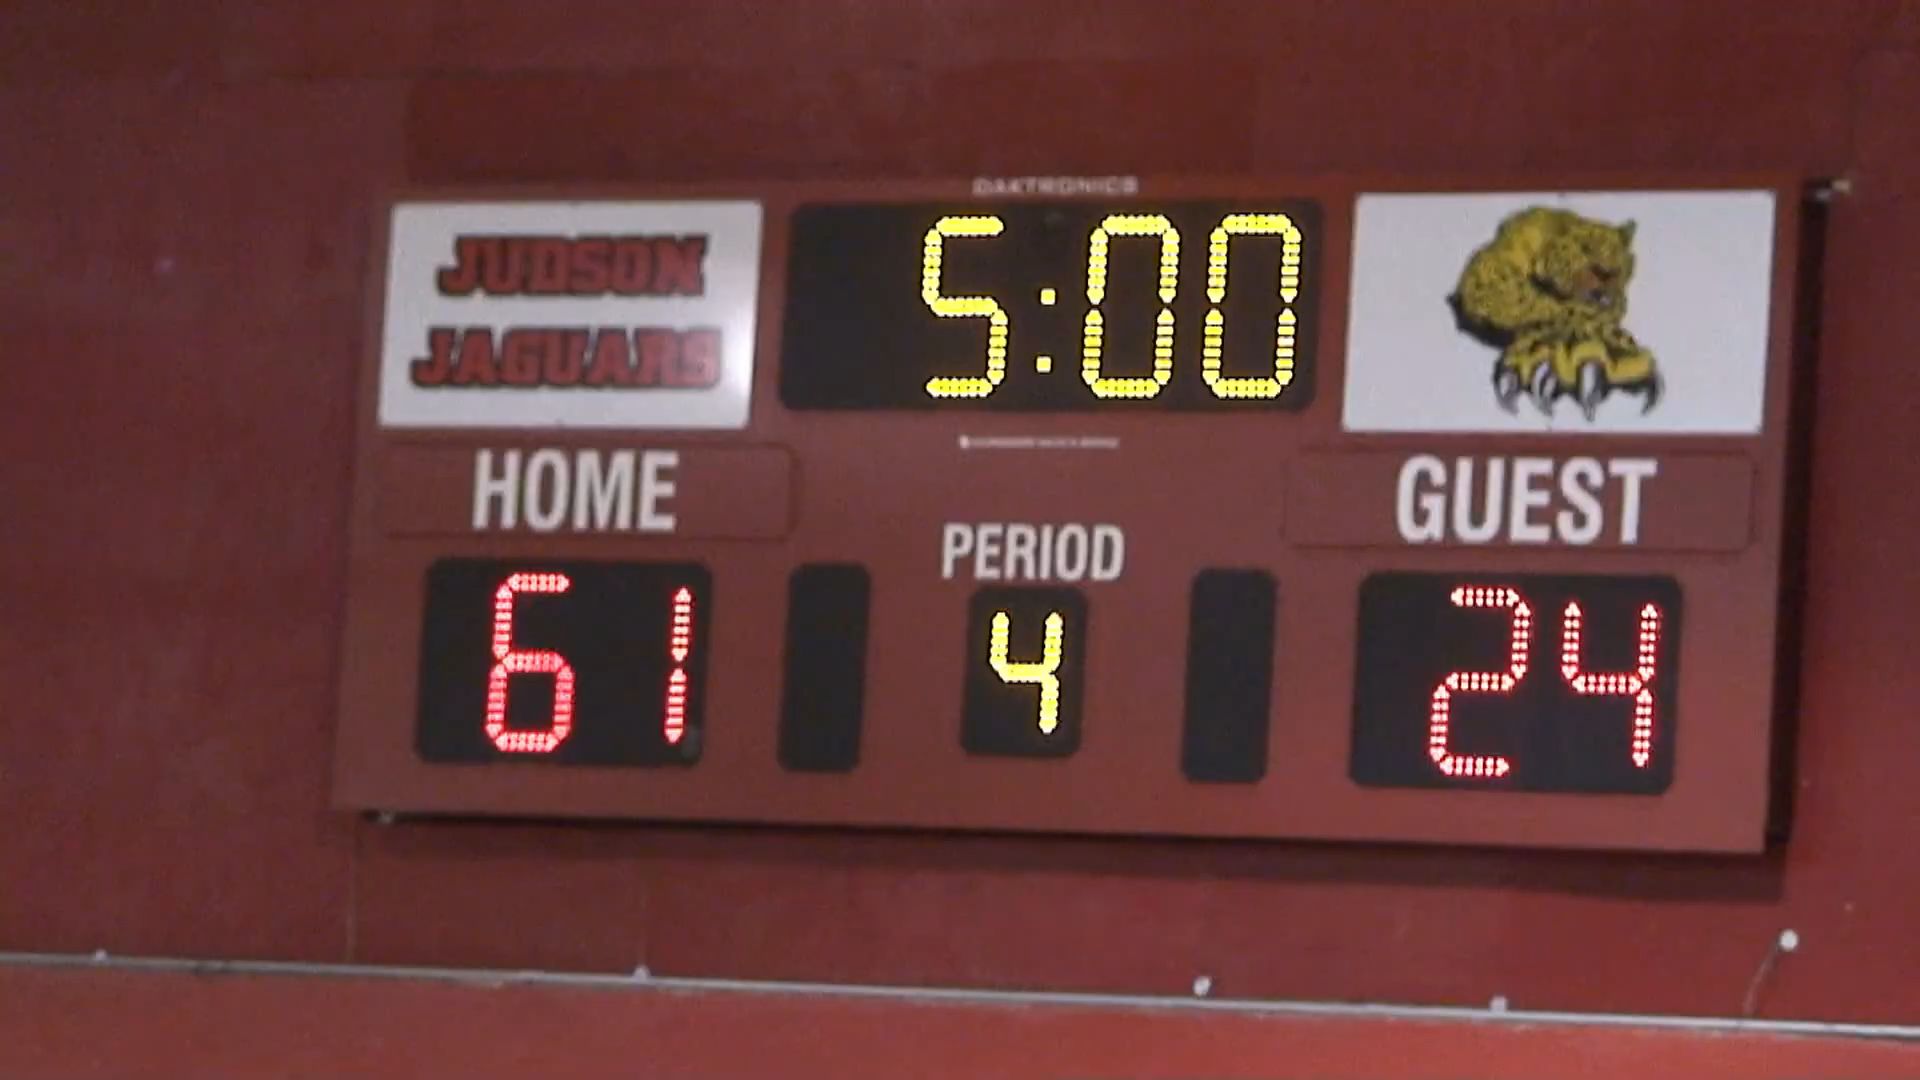 DAKTRONICS
JUDSON
JAGUARS
5:00
HOME
GUEST
PERIOD
61
4
24